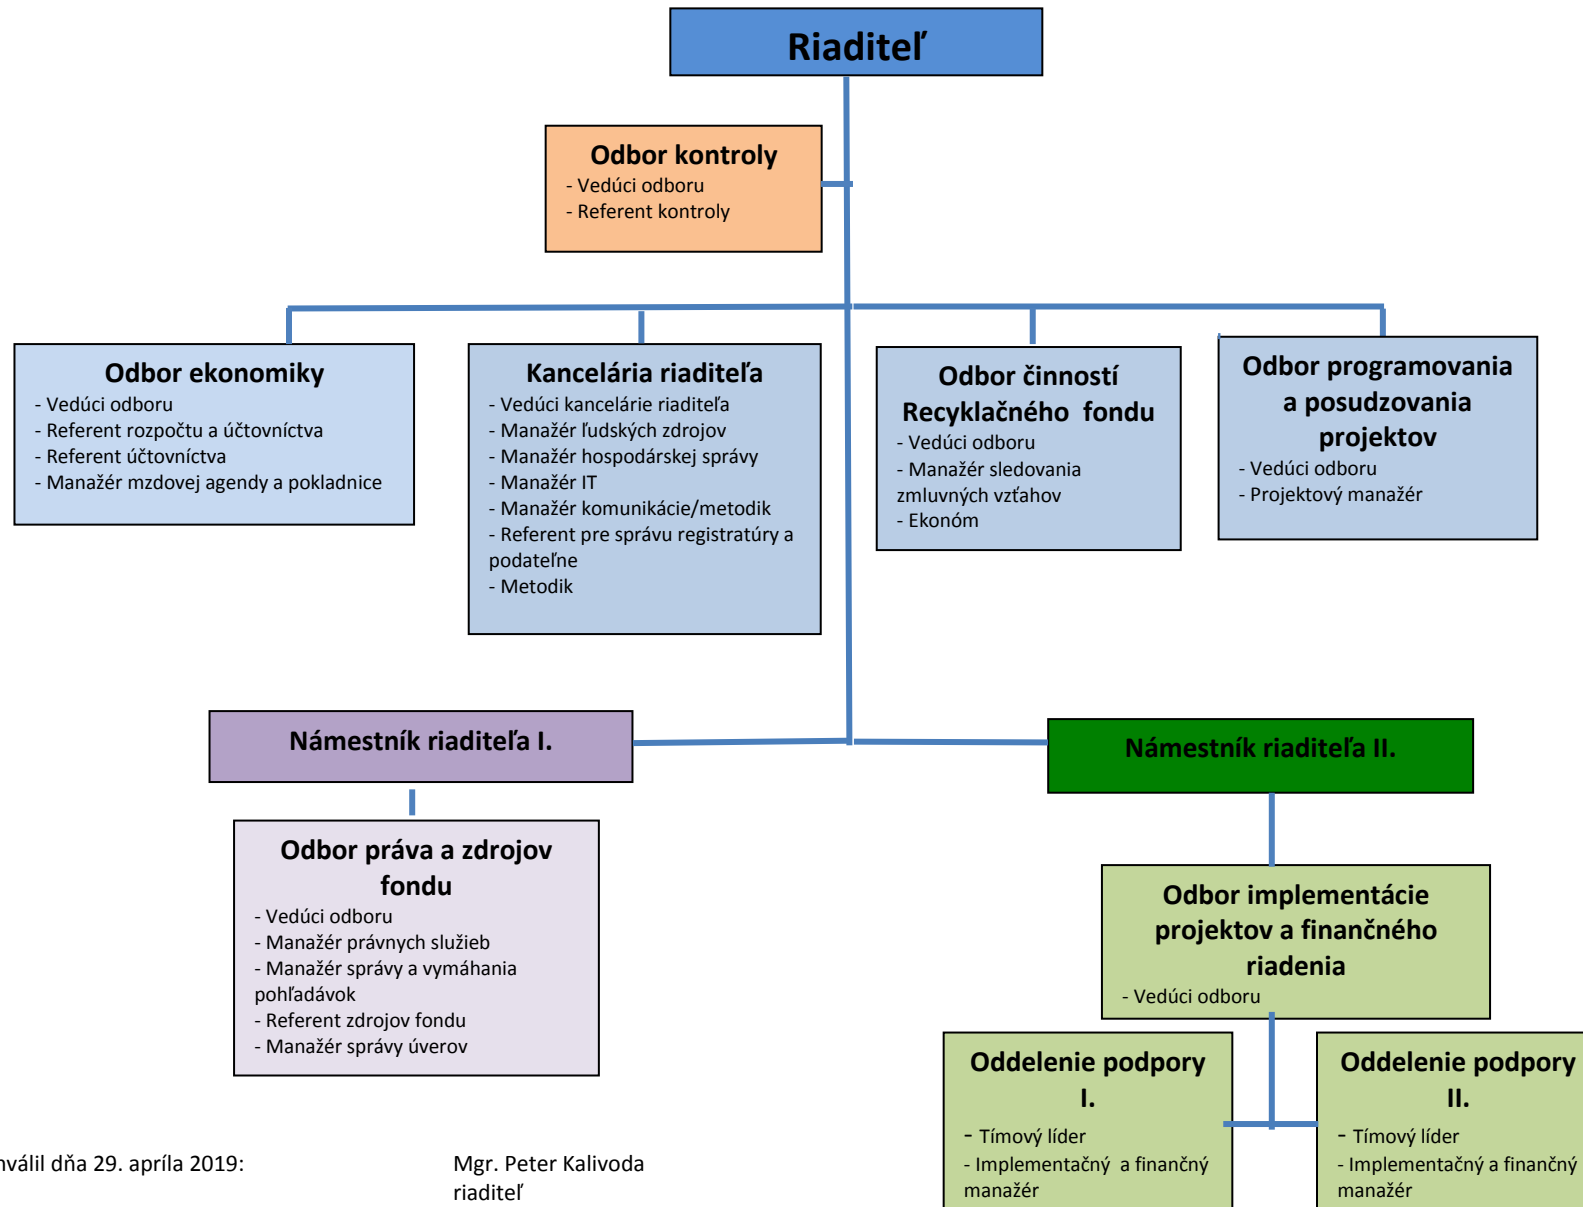 Riaditeľ
Odbor kontroly
- Vedúci odboru
- Referent kontroly
Odbor ekonomiky
- Vedúci odboru
- Referent rozpočtu a účtovníctva
- Referent účtovníctva
- Manažér mzdovej agendy a pokladnice
Kancelária riaditeľa
- Vedúci kancelárie riaditeľa
- Manažér ľudských zdrojov
- Manažér hospodárskej správy
- Manažér IT
- Manažér komunikácie/metodik
- Referent pre správu registratúry a
podateľne
- Metodik
Odbor činností
Recyklačného fondu
- Vedúci odboru
- Manažér sledovania
zmluvných vzťahov
- Ekonóm
Odbor programovania
a posudzovania
projektov
- Vedúci odboru
- Projektový manažér
Námestník riaditeľa I.
Námestník riaditeľa II.
Odbor práva a zdrojov
fondu
- Vedúci odboru
- Manažér právnych služieb
- Manažér správy a vymáhania
pohľadávok
- Referent zdrojov fondu
- Manažér správy úverov
Odbor implementácie
projektov a finančného
riadenia
- Vedúci odboru
Oddelenie podpory
I.
- Tímový líder
- Implementačný a finančný
manažér
Oddelenie podpory
II.
- Tímový líder
- Implementačný a finančný
manažér
dňa 29. apríla 2019:
Mgr. Peter Kalivoda
riaditeľ